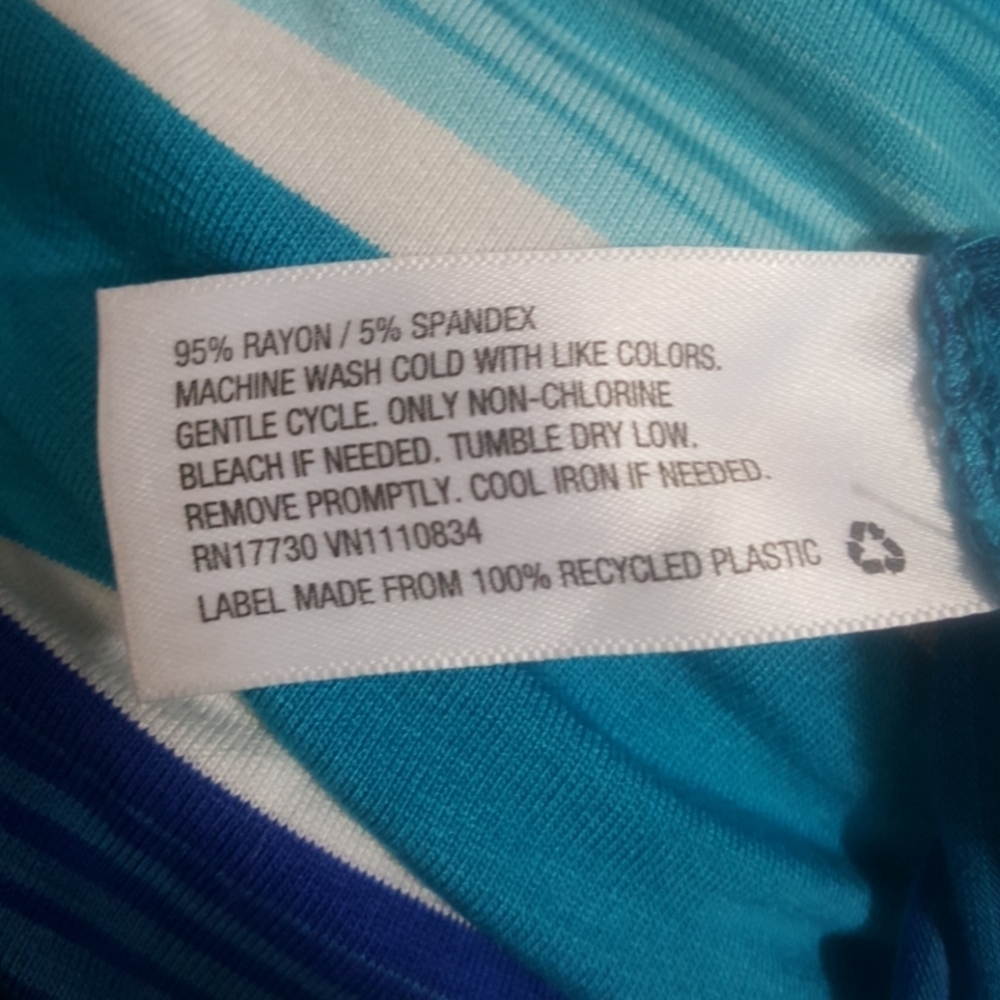 95% RAYON / 5% SPANDEX
MACHINE WASH COLD WITH LIKE COLORS.
GENTLE CYCLE. ONLY NON-CHLORINE
BLEACH IF NEEDED. TUMBLE DRY LOW.
REMOVE PROMPTLY. COOL IRON IF NEEDED.
RN17730 VN1110834
LABEL MADE FROM 100% RECYCLED PLASTIC